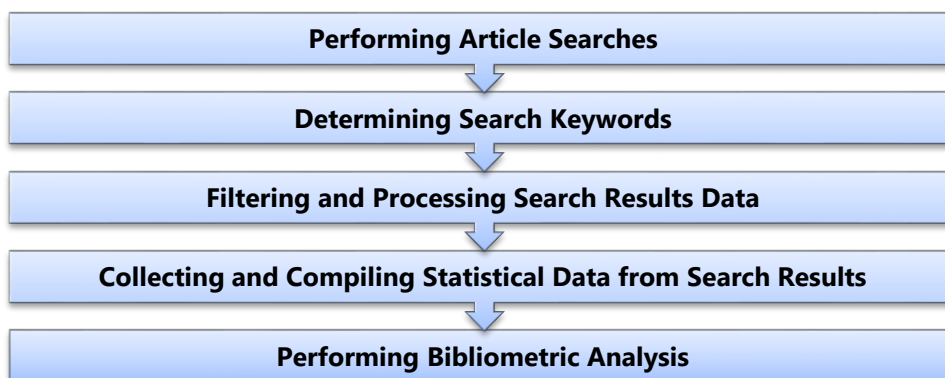 Performing Article Searches
Determining Search Keywords
Filtering and Processing Search Results Data
Collecting and Compiling Statistical Data from Search Results
Performing Bibliometric Analysis